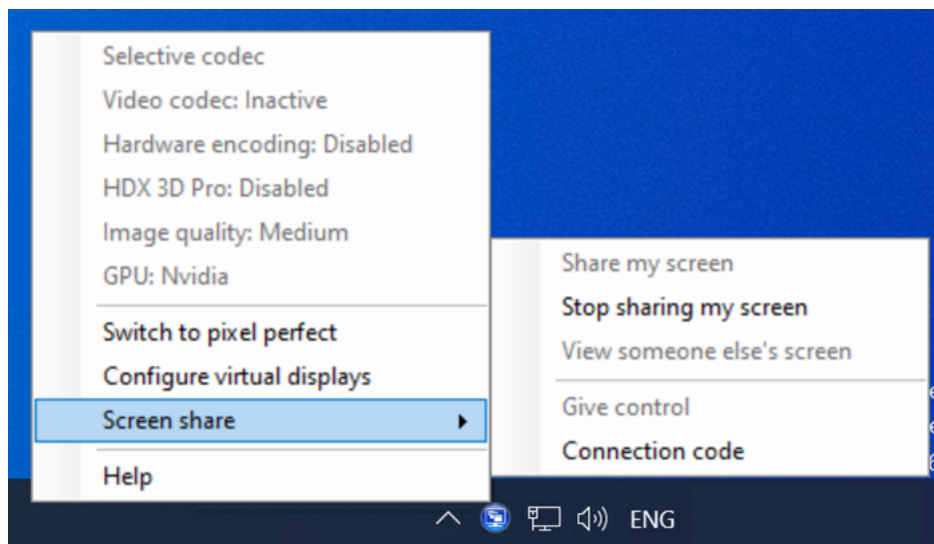 Selective codec
Video codec: Inactive
Hardware encoding: Disabled
HDX 3D Pro: Disabled
Image quality: Medium
GPU: Nvidia
Switch to pixel perfect
Configure virtual displays
Screen share
Help
Share my screen
Stop sharing my screen
View someone else's screen
Give control
Connection code
ENG